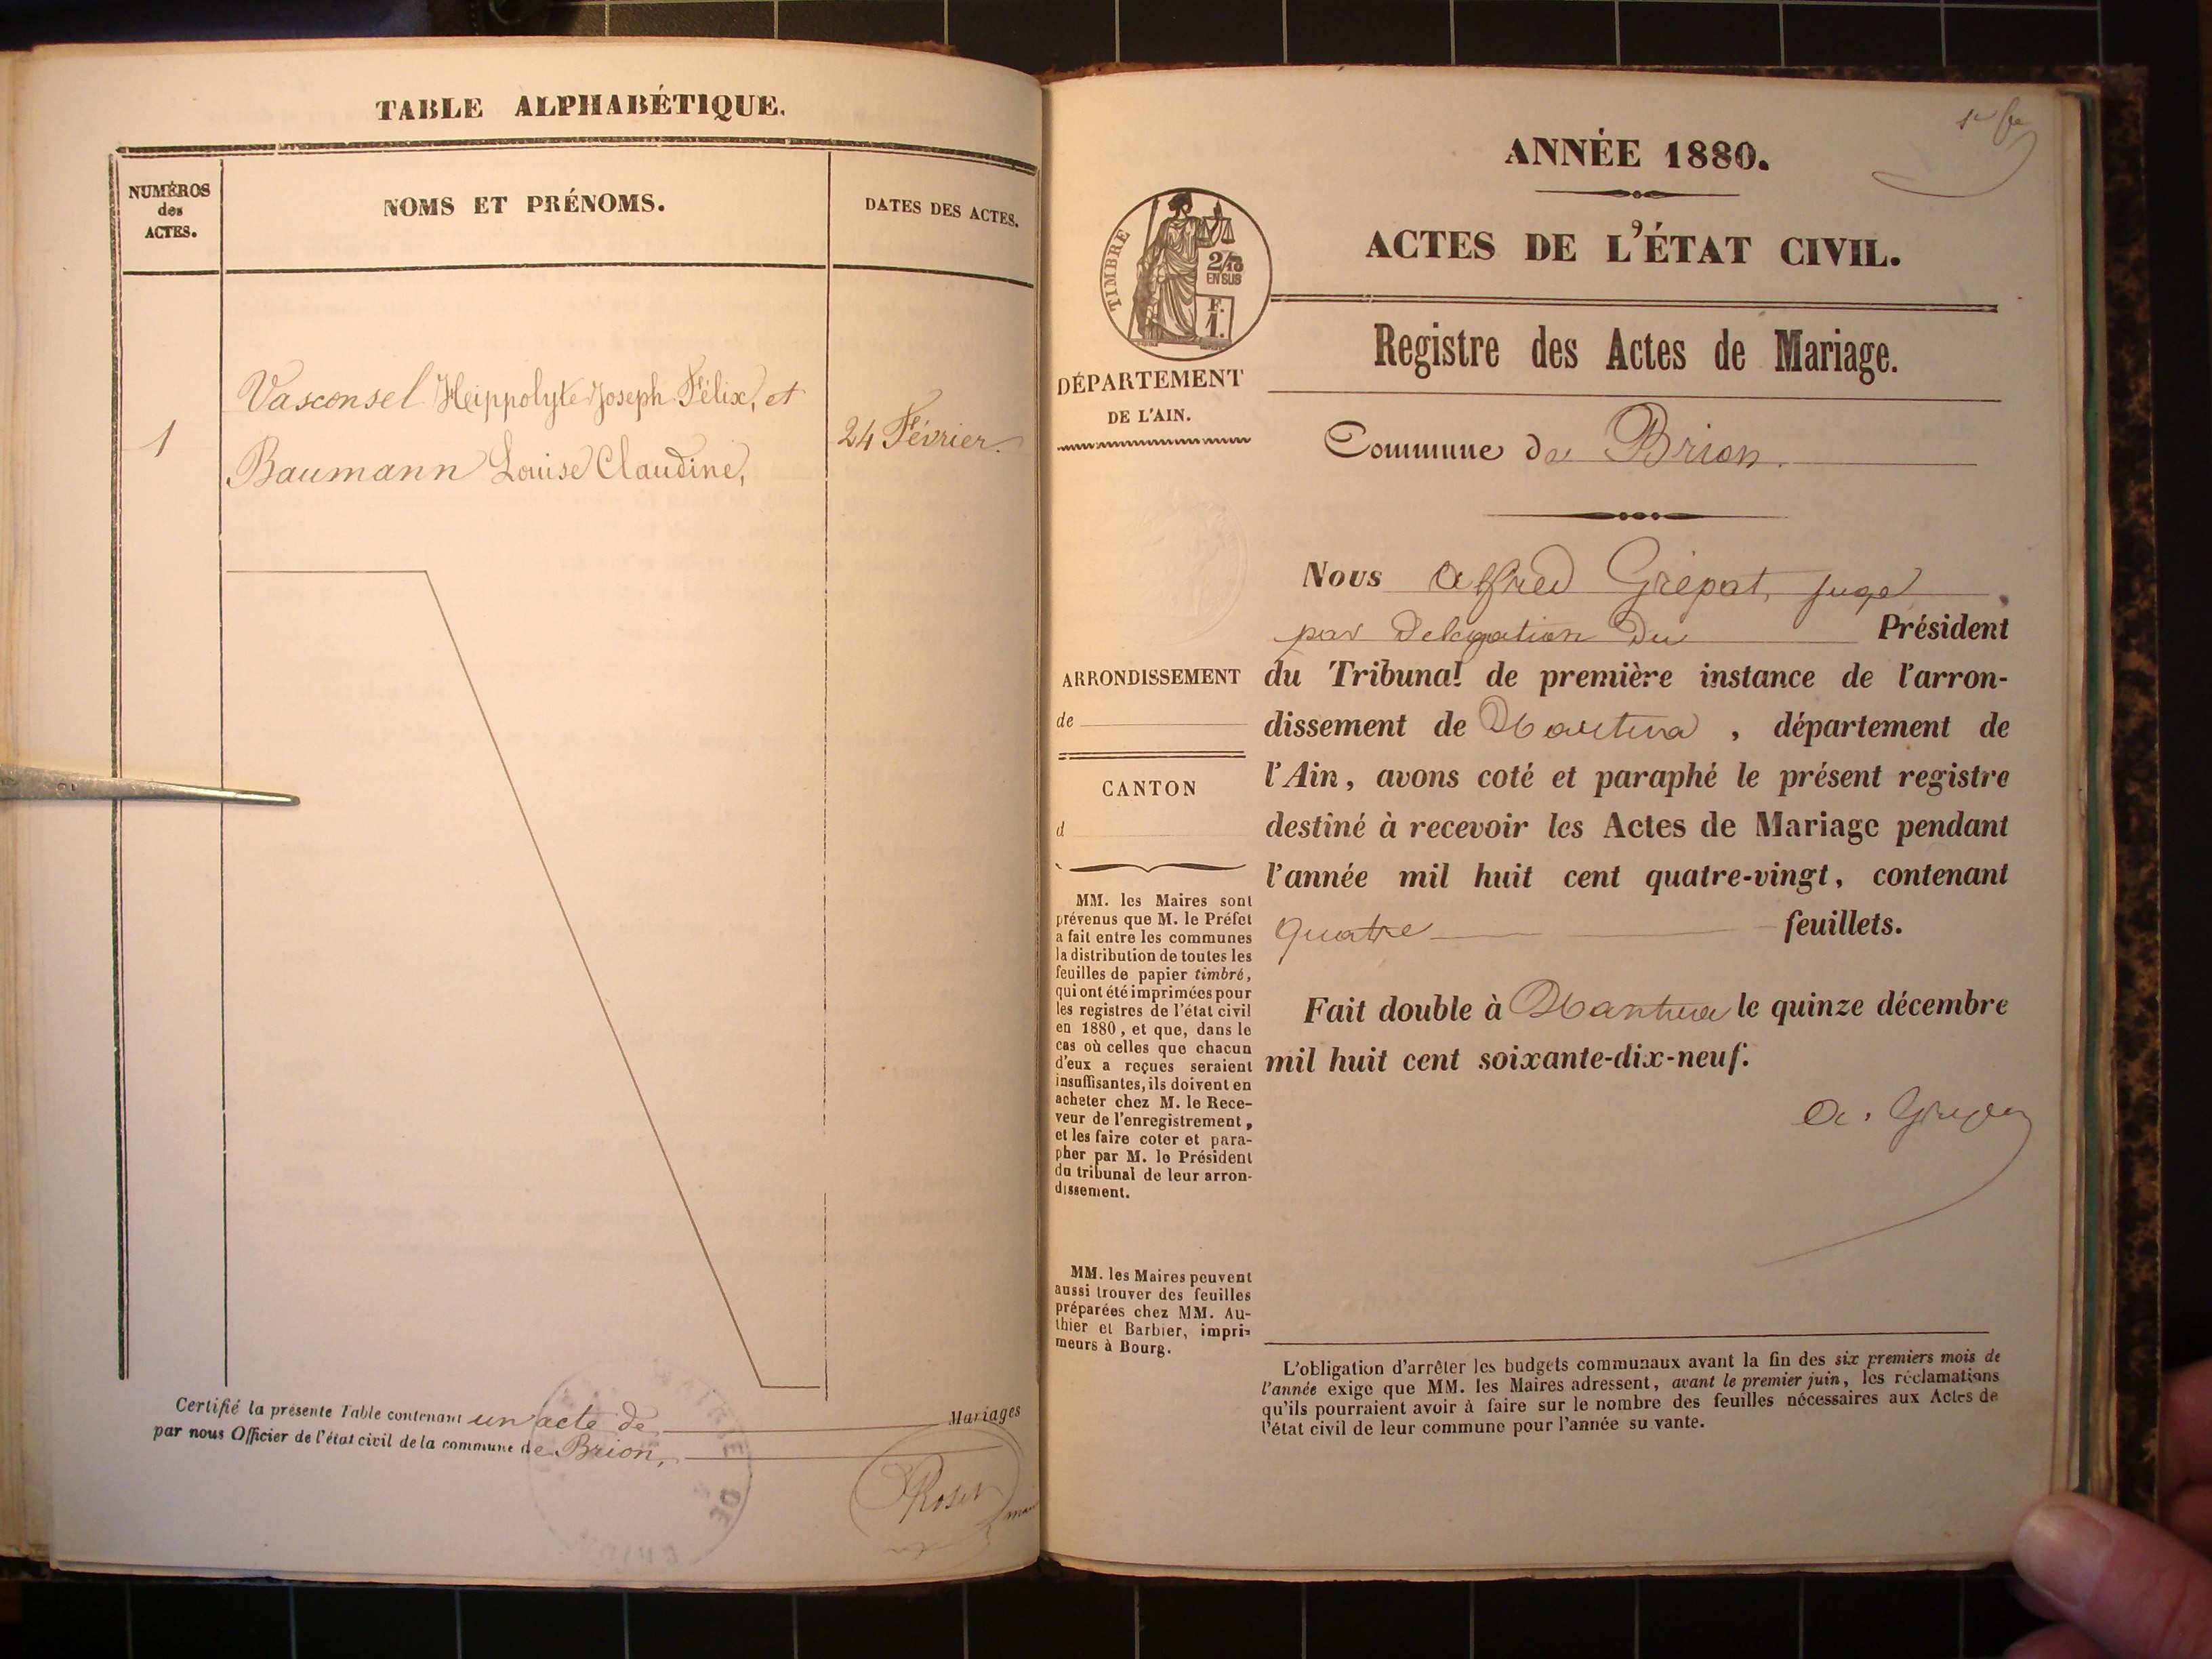 TABLE ALPHABÉTIQUE.
NUMÉROS
des
ACTES.
NOMS ET PRÉNOMS.
DATES DES ACTES.
Vasconsel Heippolyte Joseph Félix, et
1
24 Février.
Baumann Louise Claudine,
Certifié la présente Table contenant un acte de Mariages
par nous Officier de l'état civil de la commune de Brion,
DE
ANNÉE 1880.
ACTES DE L'ÉTAT CIVIL.
TIMBRE
2/10
EN SUS
F.
1.
Registre des Actes de Mariage.
DÉPARTEMENT
DE L'AIN.
Commune de Brion.
Nous Alfred Grepat, juge,
par Delegation Du Président
du Tribunal de première instance de l'arron-
dissement de Nantua, département de
l'Ain, avons coté et paraphé le présent registre
destiné à recevoir les Actes de Mariage pendant
l'année mil huit cent quatre-vingt, contenant
quatre feuillets.
Fait double à Nantua le quinze décembre
mil huit cent soixante-dix-neuf.
ARRONDISSEMENT
de
CANTON
d
MM. les Maires sont
prévenus que M. le Préfet
a fait entre les communes
la distribution de toutes les
feuilles de papier timbré,
qui ont été imprimées pour
les registres de l'état civil
en 1880, et que, dans le
cas où celles que chacun
d'eux a reçues seraient
insuffisantes, ils doivent en
acheter chez M. le Rece-
veur de l'enregistrement,
et les faire coter et para-
pher par M. le Président
du tribunal de leur arron-
dissement.
MM. les Maires peuvent
aussi trouver des feuilles
préparées chez MM. Au-
thier et Barbier, impri-
meurs à Bourg.
L'obligation d'arrêter les budgets communaux avant la fin des six premiers mois de
l'année exige que MM. les Maires adressent, avant le premier juin, les réclamations
qu'ils pourraient avoir à faire sur le nombre des feuilles nécessaires aux Actes de
l'état civil de leur commune pour l'année su vante.